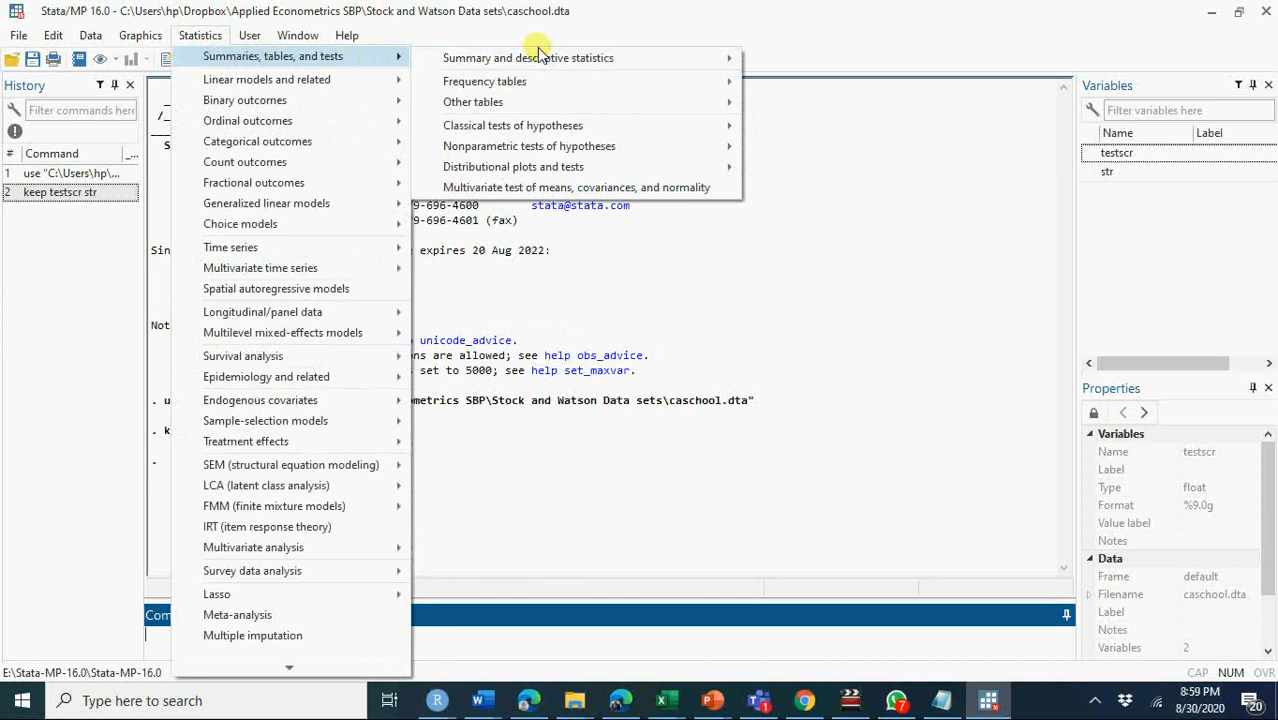 Stata/MP 16.0 - C:\Users\hp\Dropbox\Applied Econometrics SBP\Stock and Watson Data sets\caschool.dta
File Edit Data Graphics Statistics User Window Help
History
Filter commands here
# Command
1 use "C:\Users\hp\Da...
2 keep testscr str
Summaries, tables, and tests
Linear models and related
Binary outcomes
Ordinal outcomes
Categorical outcomes
Count outcomes
Fractional outcomes
Generalized linear models
Choice models
Time series
Multivariate time series
Spatial autoregressive models
Longitudinal/panel data
Multilevel mixed-effects models
Survival analysis
Epidemiology and related
Endogenous covariates
Sample-selection models
Treatment effects
SEM (structural equation modeling)
LCA (latent class analysis)
FMM (finite mixture models)
IRT (item response theory)
Multivariate analysis
Survey data analysis
Lasso
Meta-analysis
Multiple imputation
Summary and descriptive statistics
Frequency tables
Other tables
Classical tests of hypotheses
Nonparametric tests of hypotheses
Distributional plots and tests
Multivariate test of means, covariances, and normality
9-696-4600 stata@stata.com
9-696-4601 (fax)
Sin expires 20 Aug 2022:
Not
unicode_advice.
ons are allowed; see help obs_advice.
s set to 5000; see help set_maxvar.
. u ometrics SBP\Stock and Watson Data sets\caschool.dta"
. k
.
Com
Variables
Filter variables here
Name Label
testscr
str
Properties
Variables
Name testscr
Label
Type float
Format %9.0g
Value label
Notes
Data
Frame default
Filename caschool.dta
Label
Notes
Variables 2
E:\Stata-MP-16.0\Stata-MP-16.0
CAP NUM OVR
Type here to search
8:59 PM
8/30/2020
7
20